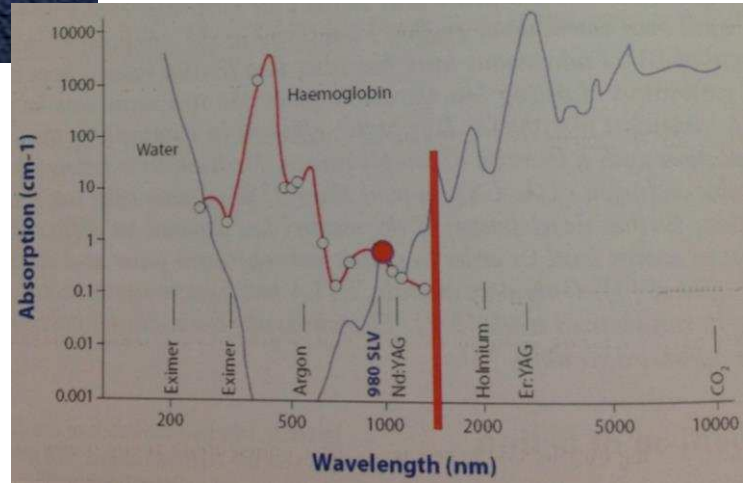 10000
1000
100
10
1
0.1
0.01
0.001
Absorption (cm-1)
Water
Haemoglobin
Eximer
Eximer
Argon
980 SLV
Nd:YAG
Holmium
Er:YAG
CO2
200
500
1000
2000
5000
10000
Wavelength (nm)